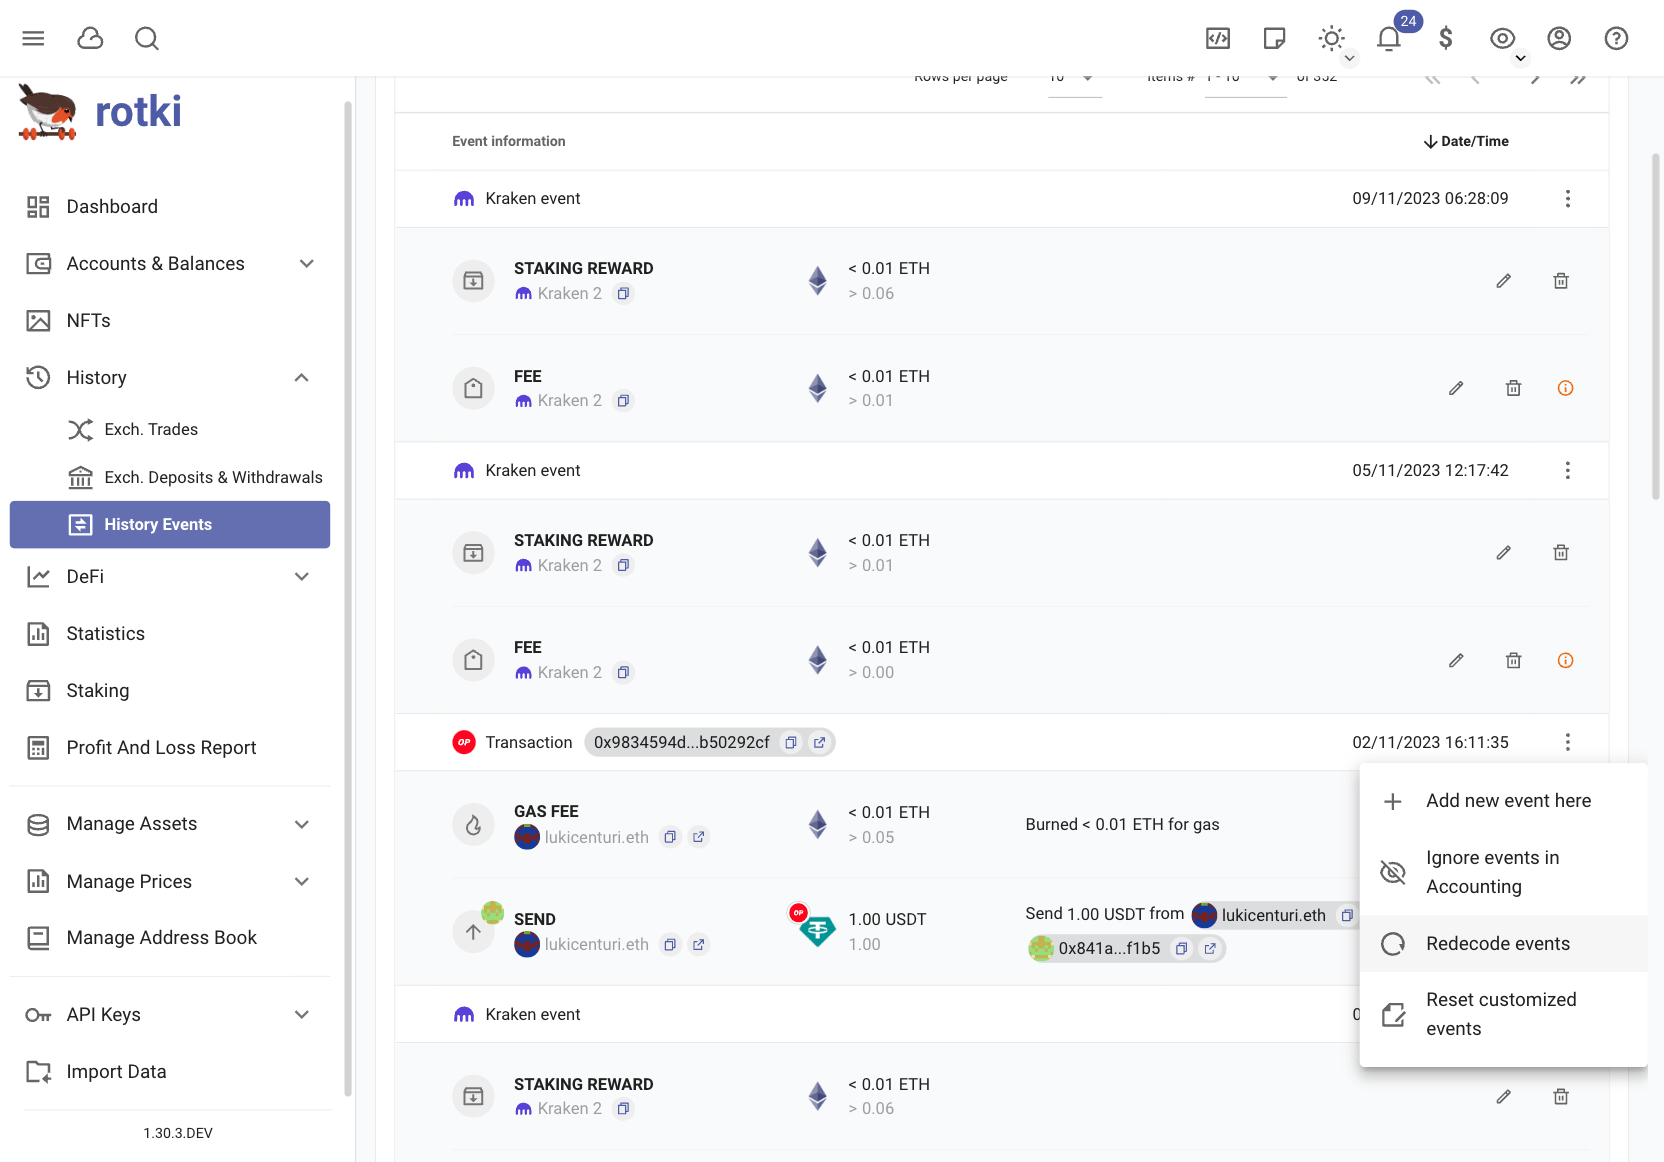 24
Rows per page 10 Items # 1 - 10 of 352
rotki
Event information Date/Time
Dashboard
Accounts & Balances
NFTs
History
Exch. Trades
Exch. Deposits & Withdrawals
History Events
DeFi
Statistics
Staking
Profit And Loss Report
Manage Assets
Manage Prices
Manage Address Book
API Keys
Import Data
1.30.3.DEV
Kraken event 09/11/2023 06:28:09
STAKING REWARD < 0.01 ETH
Kraken 2 > 0.06
FEE < 0.01 ETH
Kraken 2 > 0.01
Kraken event 05/11/2023 12:17:42
STAKING REWARD < 0.01 ETH
Kraken 2 > 0.01
FEE < 0.01 ETH
Kraken 2 > 0.00
OP Transaction 0x9834594d...b50292cf 02/11/2023 16:11:35
GAS FEE < 0.01 ETH
lukicenturi.eth > 0.05
Burned < 0.01 ETH for gas
SEND OP 1.00 USDT
lukicenturi.eth 1.00
Send 1.00 USDT from lukicenturi.eth
0x841a...f1b5
Kraken event 0
STAKING REWARD < 0.01 ETH
Kraken 2 > 0.06
Add new event here
Ignore events in
Accounting
Redecode events
Reset customized
events